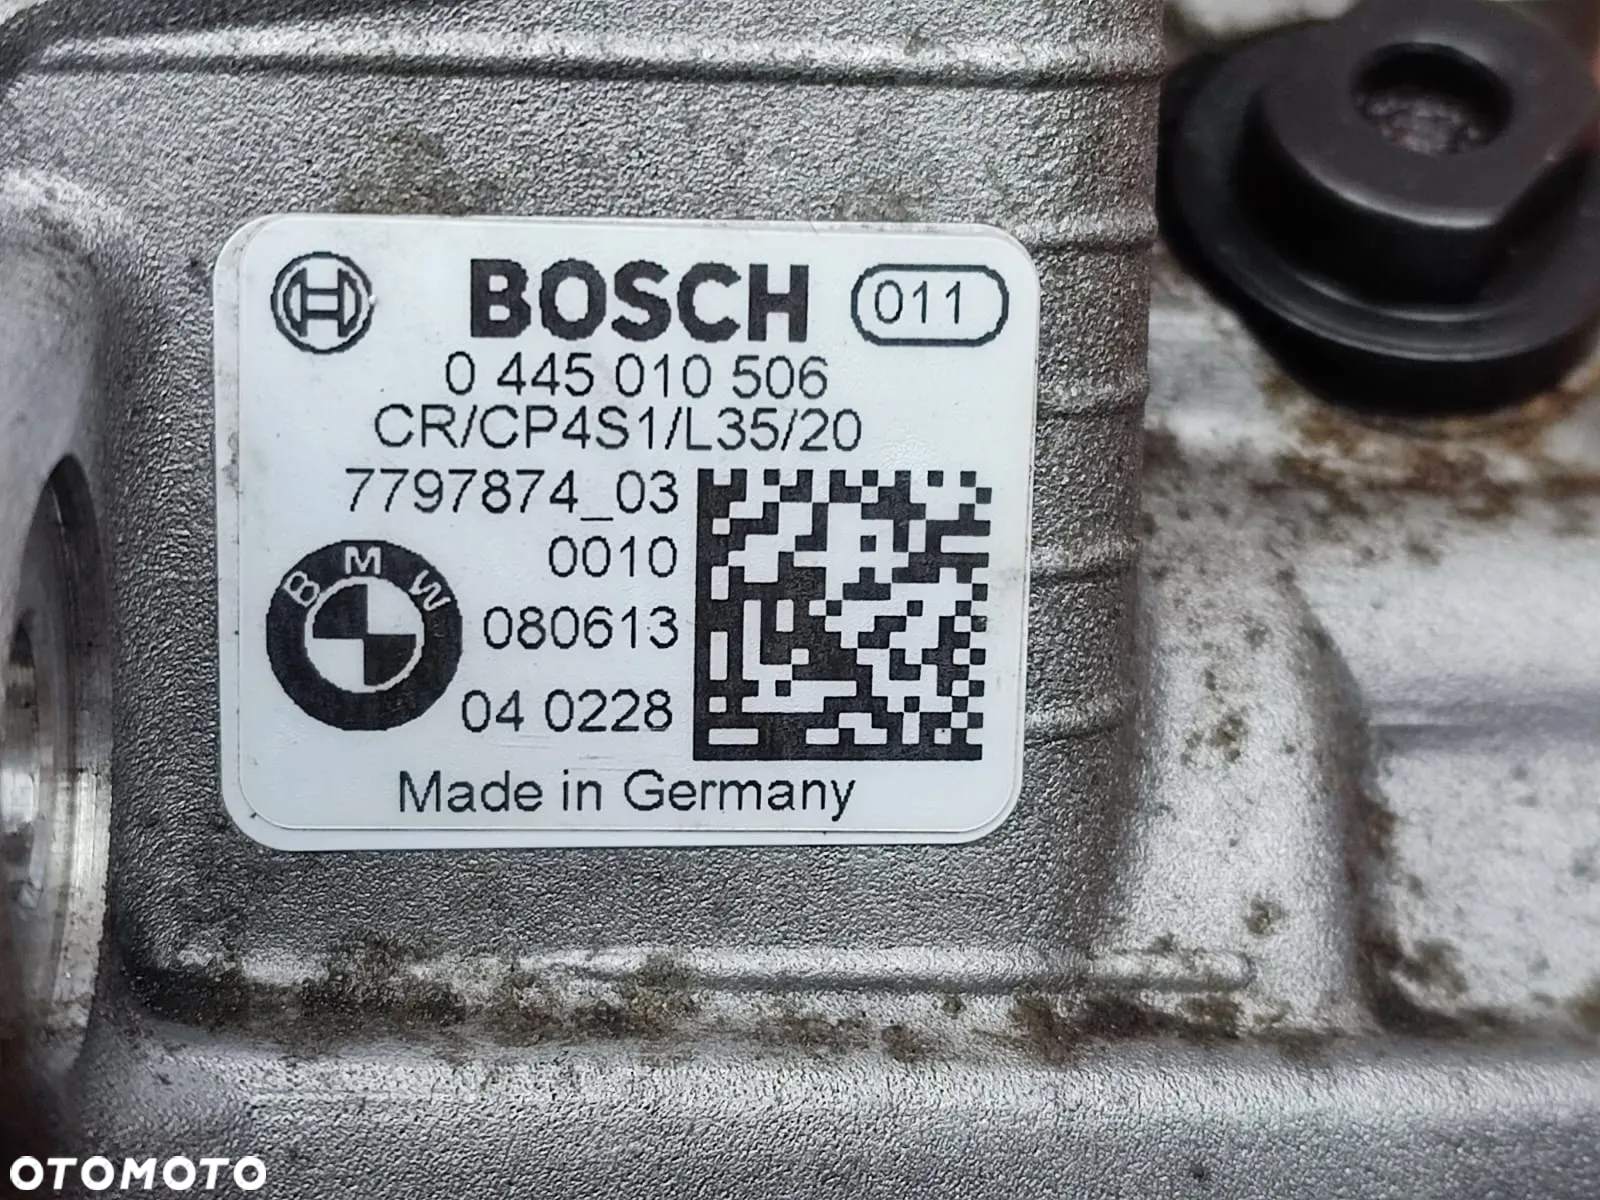 BOSCH 011
0 445 010 506
CR/CP4S1/L35/20
7797874_03
0010
BMW
080613
04 0228
Made in Germany
OTOMOTO